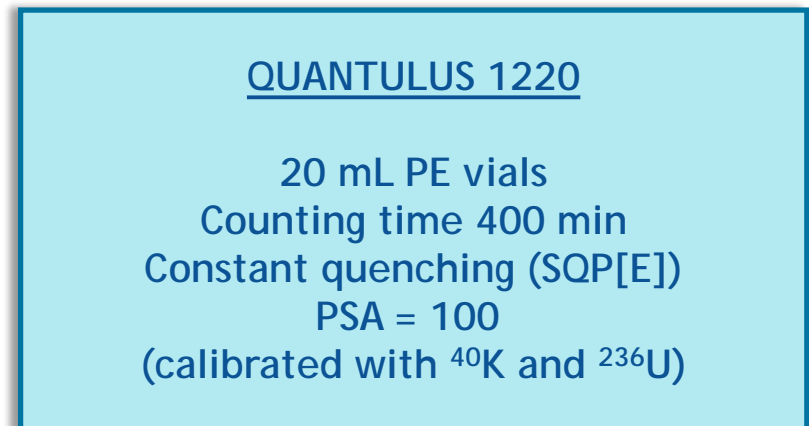 QUANTULUS 1220
20 mL PE vials
Counting time 400 min
Constant quenching (SQP[E])
PSA = 100
(calibrated with ⁴⁰K and ²³⁶U)